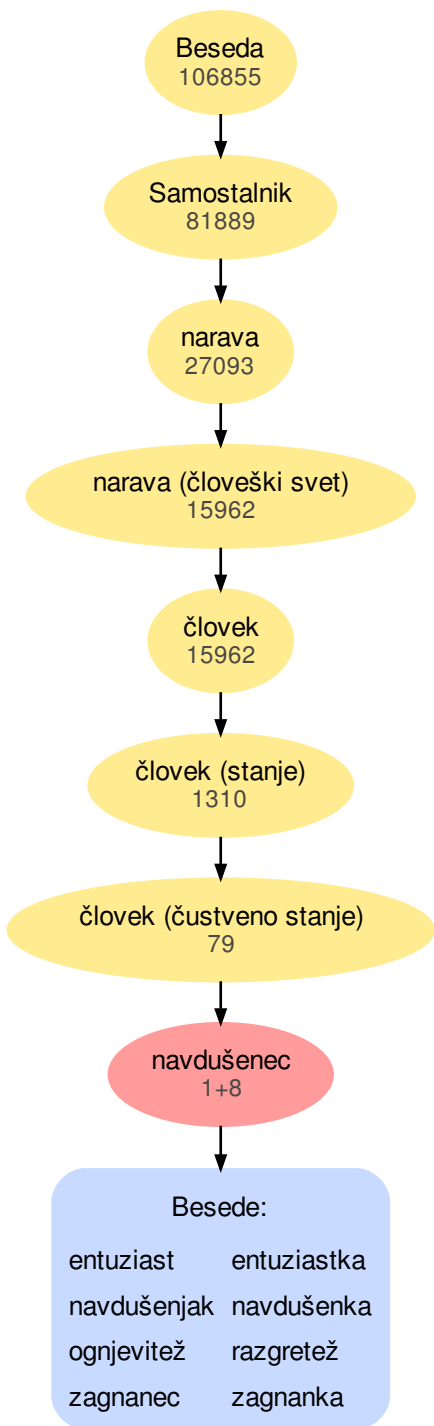 Beseda
106855
Samostalnik
81889
narava
27093
narava (človeški svet)
15962
človek
15962
človek (stanje)
1310
človek (čustveno stanje)
79
navdušenec
1+8
Besede:
entuziast entuziastka
navdušenjak navdušenka
ognjevitež razgretež
zagnanec zagnanka